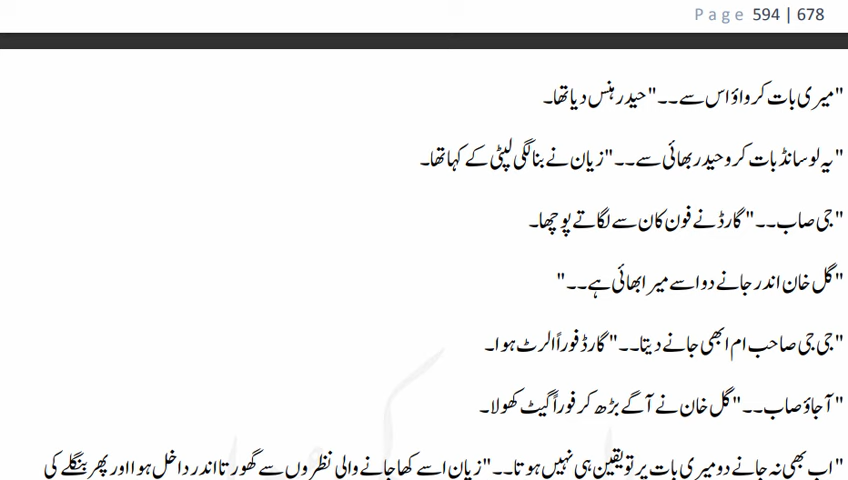 Page 594 | 678
"میری بات کرواؤ اس سے۔۔" حیدر ہنس دیا تھا۔
"یہ لو سانڈ بات کرو حیدر بھائی سے۔۔" زیان نے بنا لگی لپٹی کے کہا تھا۔
"جی صاب۔۔" گارڈ نے فون کان سے لگاتے پوچھا۔
"گل خان اندر جانے دو اسے میرا بھائی ہے۔۔"
"جی جی صاحب ام ابھی جانے دیتا۔۔" گارڈ فوراً الرٹ ہوا۔
"آجاؤ صاب۔۔" گل خان نے آگے بڑھ کر فوراً گیٹ کھولا۔
"اب بھی نہ جانے دو میری بات پر تو یقین ہی نہیں ہوتا۔۔" زیان اسے کھا جانے والی نظروں سے گھورتا اندر داخل ہوا اور پھر بنگلے کی